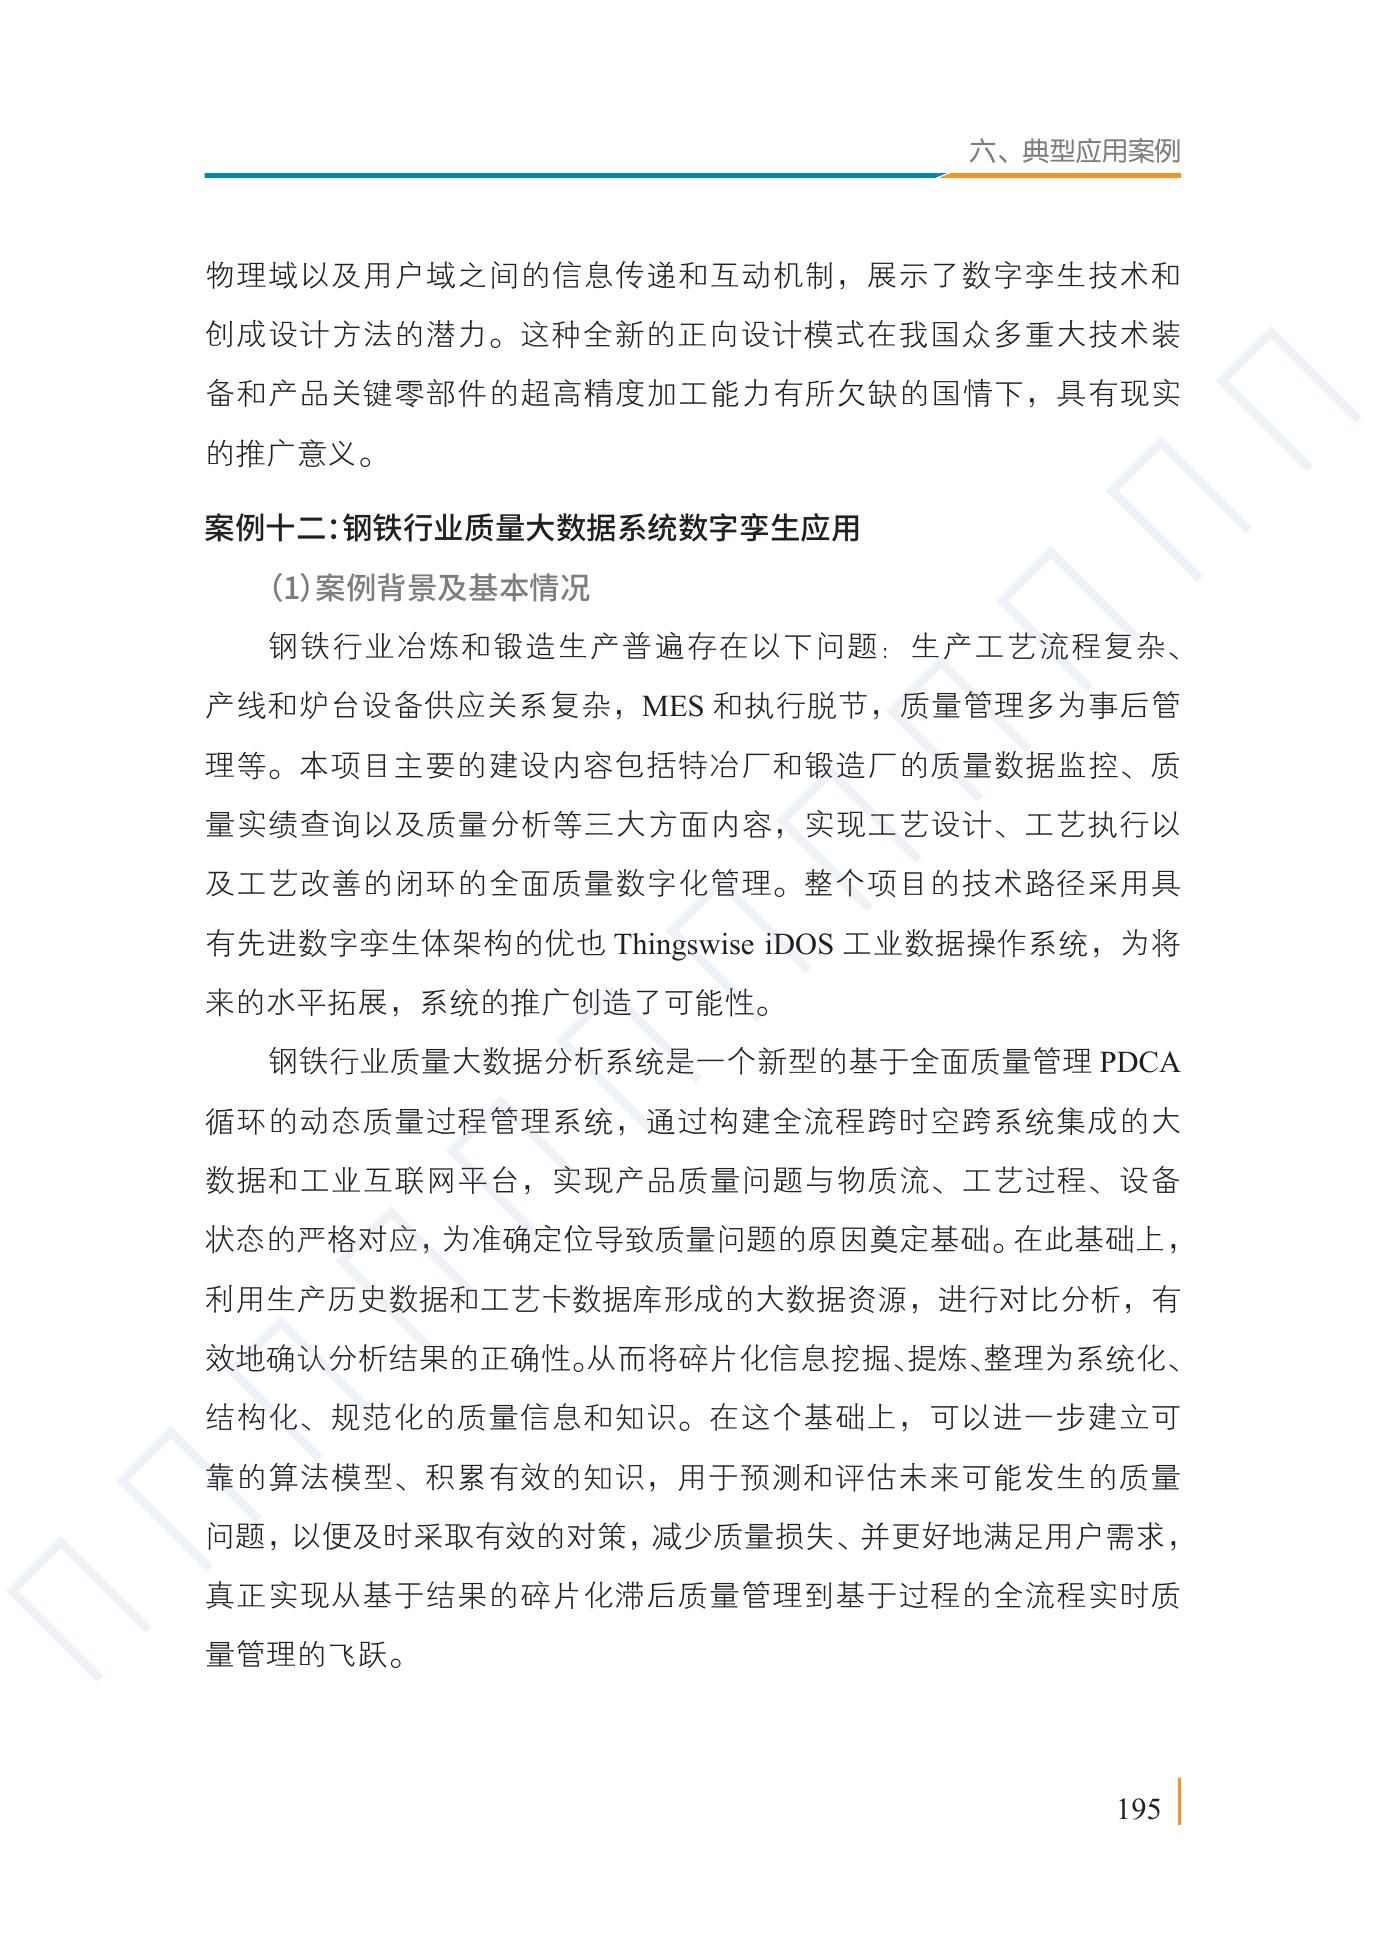 六、典型应用案例
物理域以及用户域之间的信息传递和互动机制，展示了数字孪生技术和
创成设计方法的潜力。这种全新的正向设计模式在我国众多重大技术装
备和产品关键零部件的超高精度加工能力有所欠缺的国情下，具有现实
的推广意义。
案例十二：钢铁行业质量大数据系统数字孪生应用
（1）案例背景及基本情况
钢铁行业冶炼和锻造生产普遍存在以下问题：生产工艺流程复杂、
产线和炉台设备供应关系复杂，MES 和执行脱节，质量管理多为事后管
理等。本项目主要的建设内容包括特冶厂和锻造厂的质量数据监控、质
量实绩查询以及质量分析等三大方面内容，实现工艺设计、工艺执行以
及工艺改善的闭环的全面质量数字化管理。整个项目的技术路径采用具
有先进数字孪生体架构的优也 Thingswise iDOS 工业数据操作系统，为将
来的水平拓展，系统的推广创造了可能性。
钢铁行业质量大数据分析系统是一个新型的基于全面质量管理 PDCA
循环的动态质量过程管理系统，通过构建全流程跨时空跨系统集成的大
数据和工业互联网平台，实现产品质量问题与物质流、工艺过程、设备
状态的严格对应，为准确定位导致质量问题的原因奠定基础。在此基础上，
利用生产历史数据和工艺卡数据库形成的大数据资源，进行对比分析，有
效地确认分析结果的正确性。从而将碎片化信息挖掘、提炼、整理为系统化、
结构化、规范化的质量信息和知识。在这个基础上，可以进一步建立可
靠的算法模型、积累有效的知识，用于预测和评估未来可能发生的质量
问题，以便及时采取有效的对策，减少质量损失、并更好地满足用户需求，
真正实现从基于结果的碎片化滞后质量管理到基于过程的全流程实时质
量管理的飞跃。
195